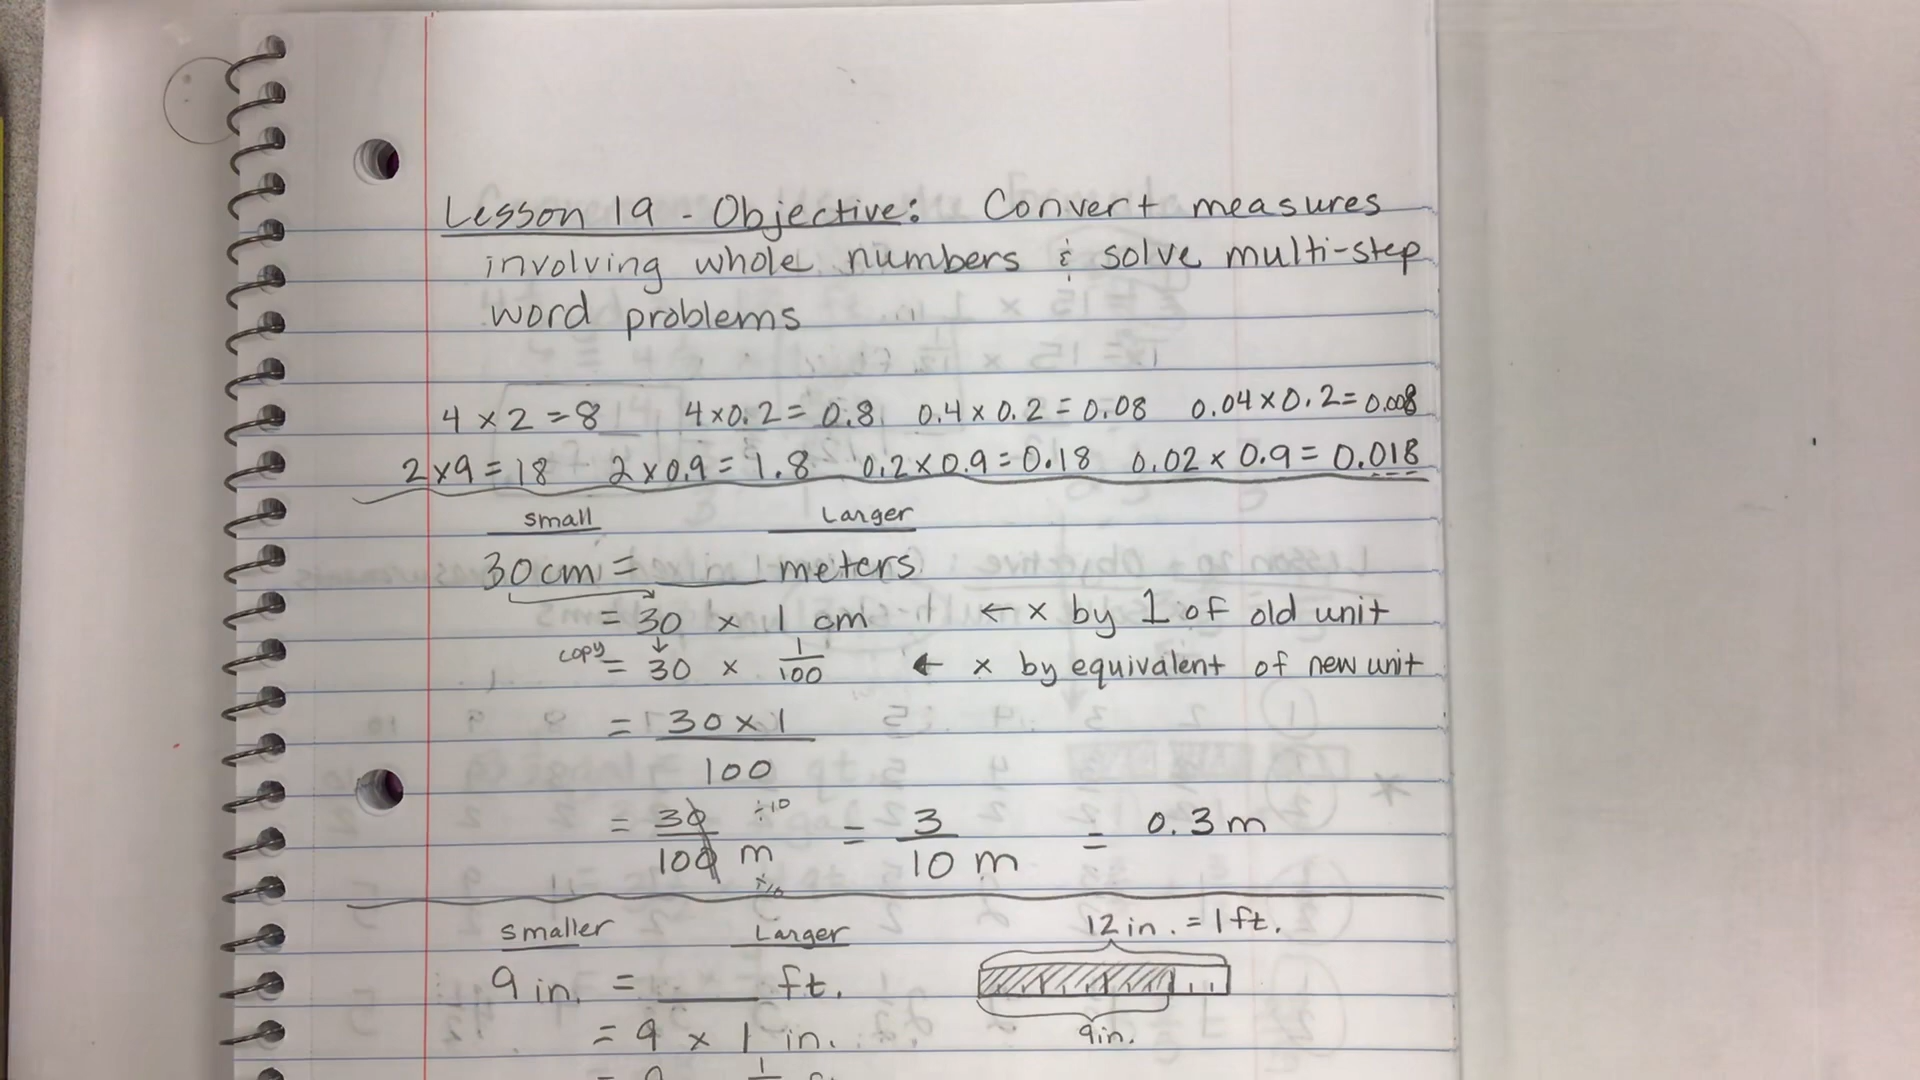 Lesson 19 - Objective: Convert measures
involving whole numbers & solve multi-step
word problems
4 x 2 = 8 4x0.2 = 0.8 0.4 x 0.2 = 0.08 0.04 x 0.2 = 0.008
2 x 9 = 18 2 x 0.9 = 1.8 0.2 x 0.9 = 0.18 0.02 x 0.9 = 0.018
small Larger
30 cm = ____ meters
= 30 x 1 cm ← x by 1 of old unit
copy = 30 x 1/100 ← x by equivalent of new unit
= 30 x 1
100
= 30/100 m ÷10 ÷10 = 3/10 m = 0.3 m
smaller Larger 12 in. = 1 ft.
9 in. = ____ ft.
= 9 x 1 in. 9in.